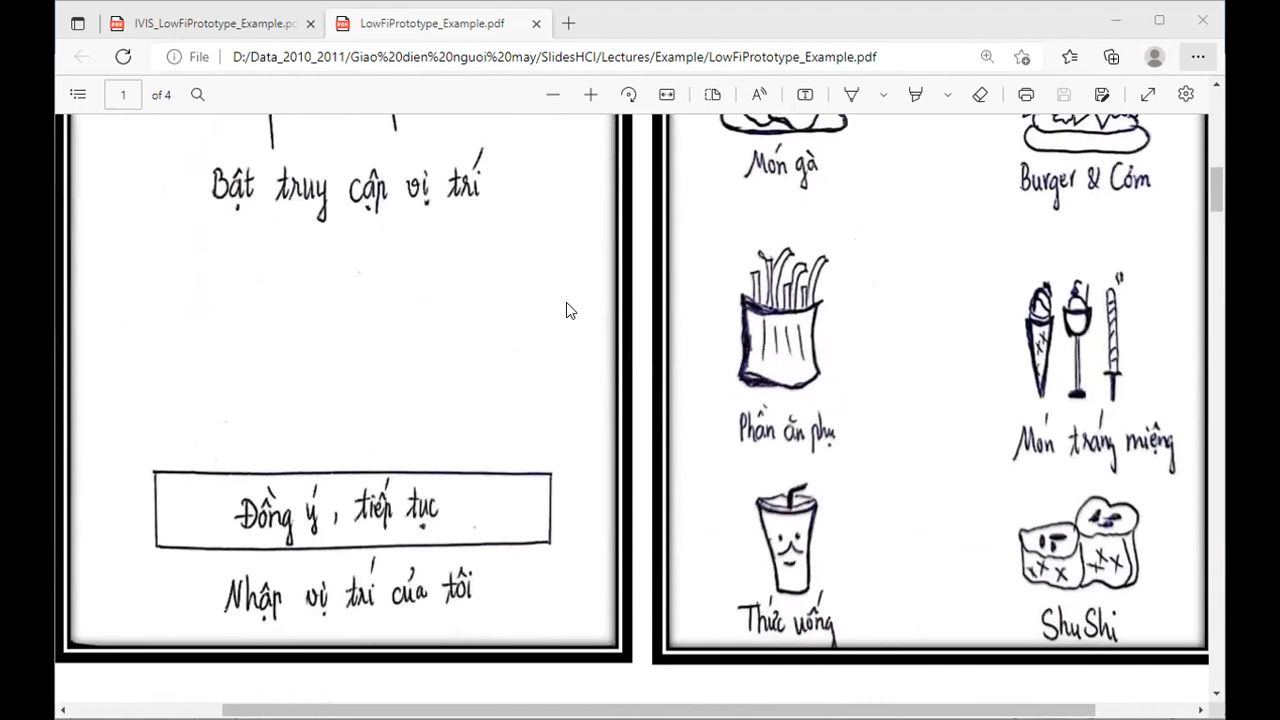 IVIS_LowFiPrototype_Example.pd
LowFiPrototype_Example.pdf
File
D:/Data_2010_2011/Giao%20dien%20nguoi%20may/SlidesHCI/Lectures/Example/LowFiPrototype_Example.pdf
1
of 4
Bật truy cập vị trí
Đồng ý, tiếp tục
Nhập vị trí của tôi
Món gà
Burger & Cơm
Phần ăn phụ
Món tráng miệng
Thức uống
ShuShi